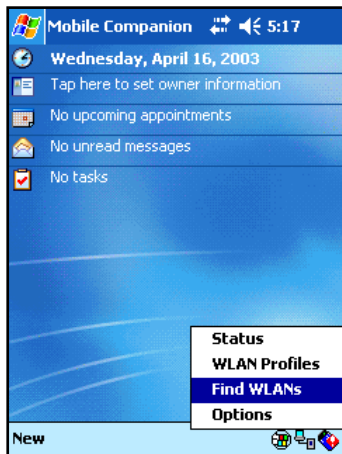 Mobile Companion 5:17
Wednesday, April 16, 2003
Tap here to set owner information
No upcoming appointments
No unread messages
No tasks
Status
WLAN Profiles
Find WLANs
Options
New